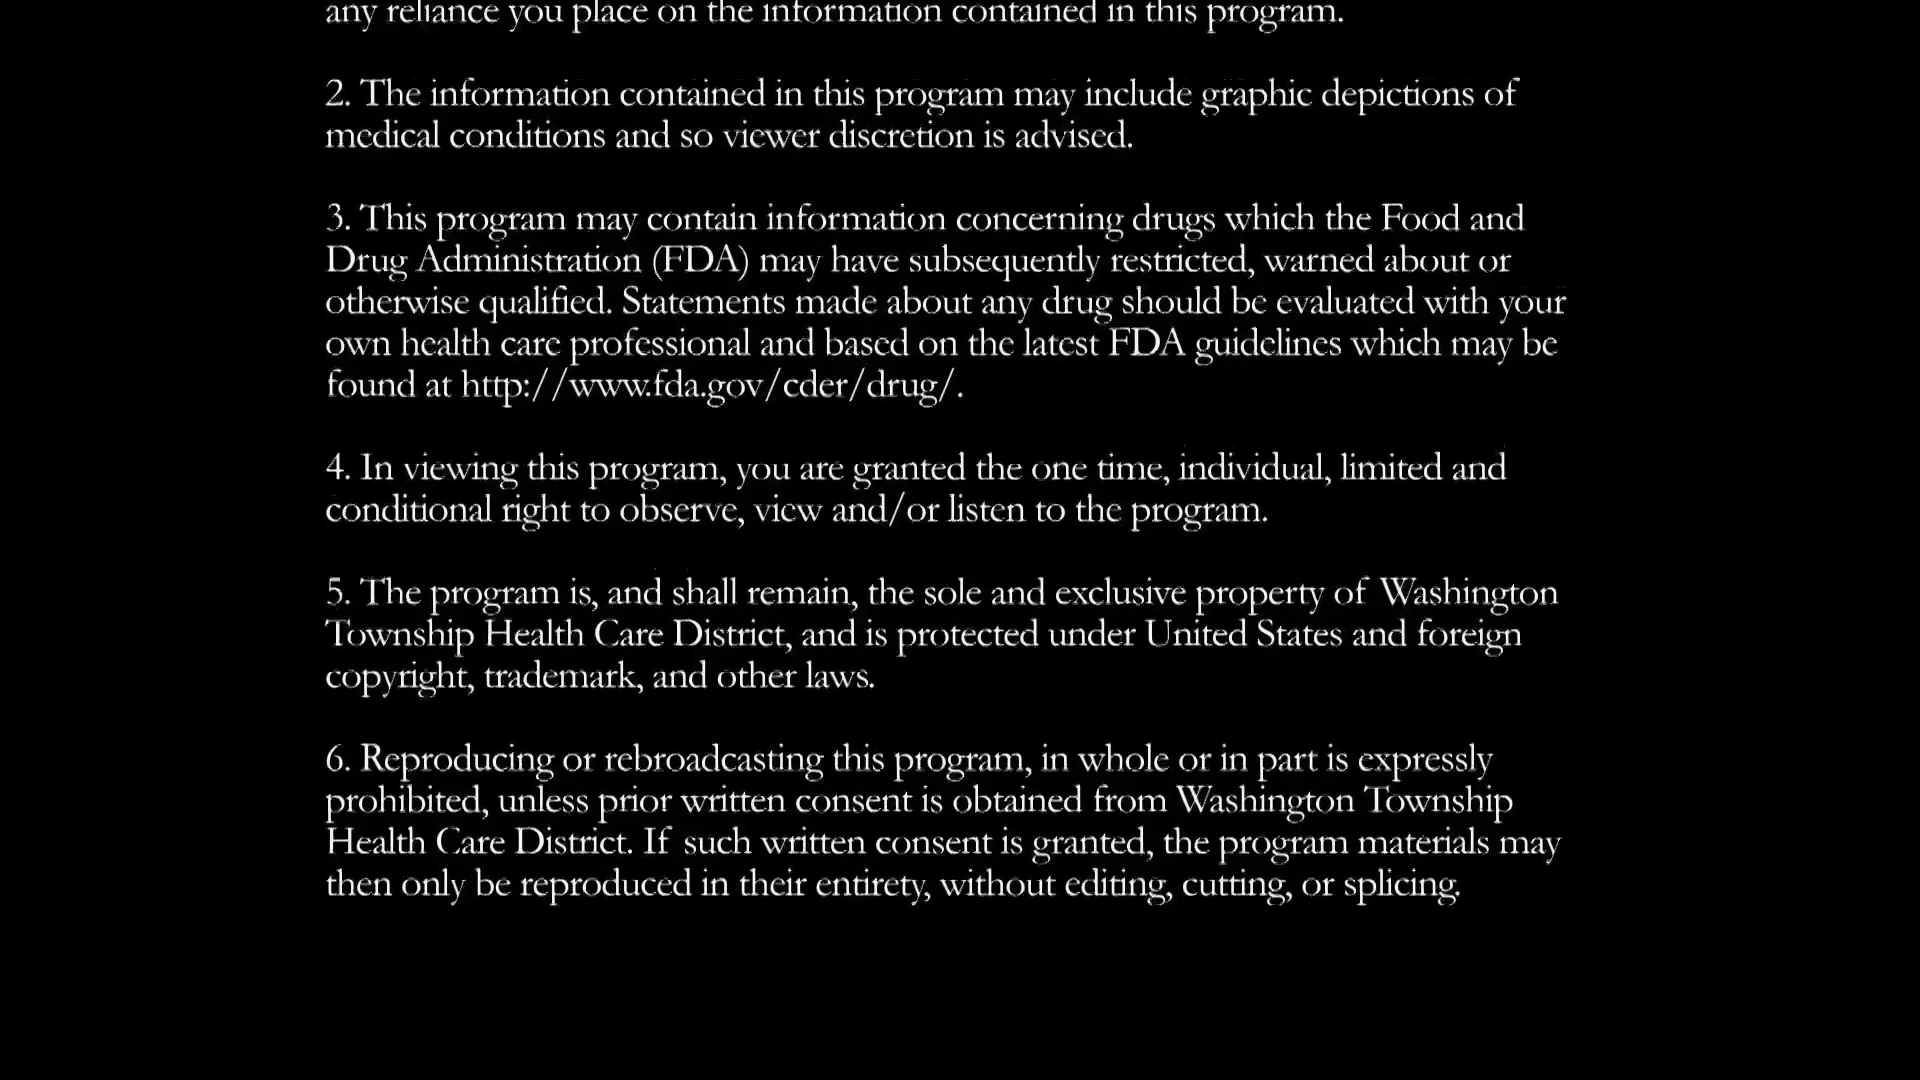 any reliance you place on the information contained in this program.
2. The information contained in this program may include graphic depictions of
medical conditions and so viewer discretion is advised.
3. This program may contain information concerning drugs which the Food and
Drug Administration (FDA) may have subsequently restricted, warned about or
otherwise qualified. Statements made about any drug should be evaluated with your
own health care professional and based on the latest FDA guidelines which may be
found at http://www.fda.gov/cder/drug/.
4. In viewing this program, you are granted the one time, individual, limited and
conditional right to observe, view and/or listen to the program.
5. The program is, and shall remain, the sole and exclusive property of Washington
Township Health Care District, and is protected under United States and foreign
copyright, trademark, and other laws.
6. Reproducing or rebroadcasting this program, in whole or in part is expressly
prohibited, unless prior written consent is obtained from Washington Township
Health Care District. If such written consent is granted, the program materials may
then only be reproduced in their entirety, without editing, cutting, or splicing.